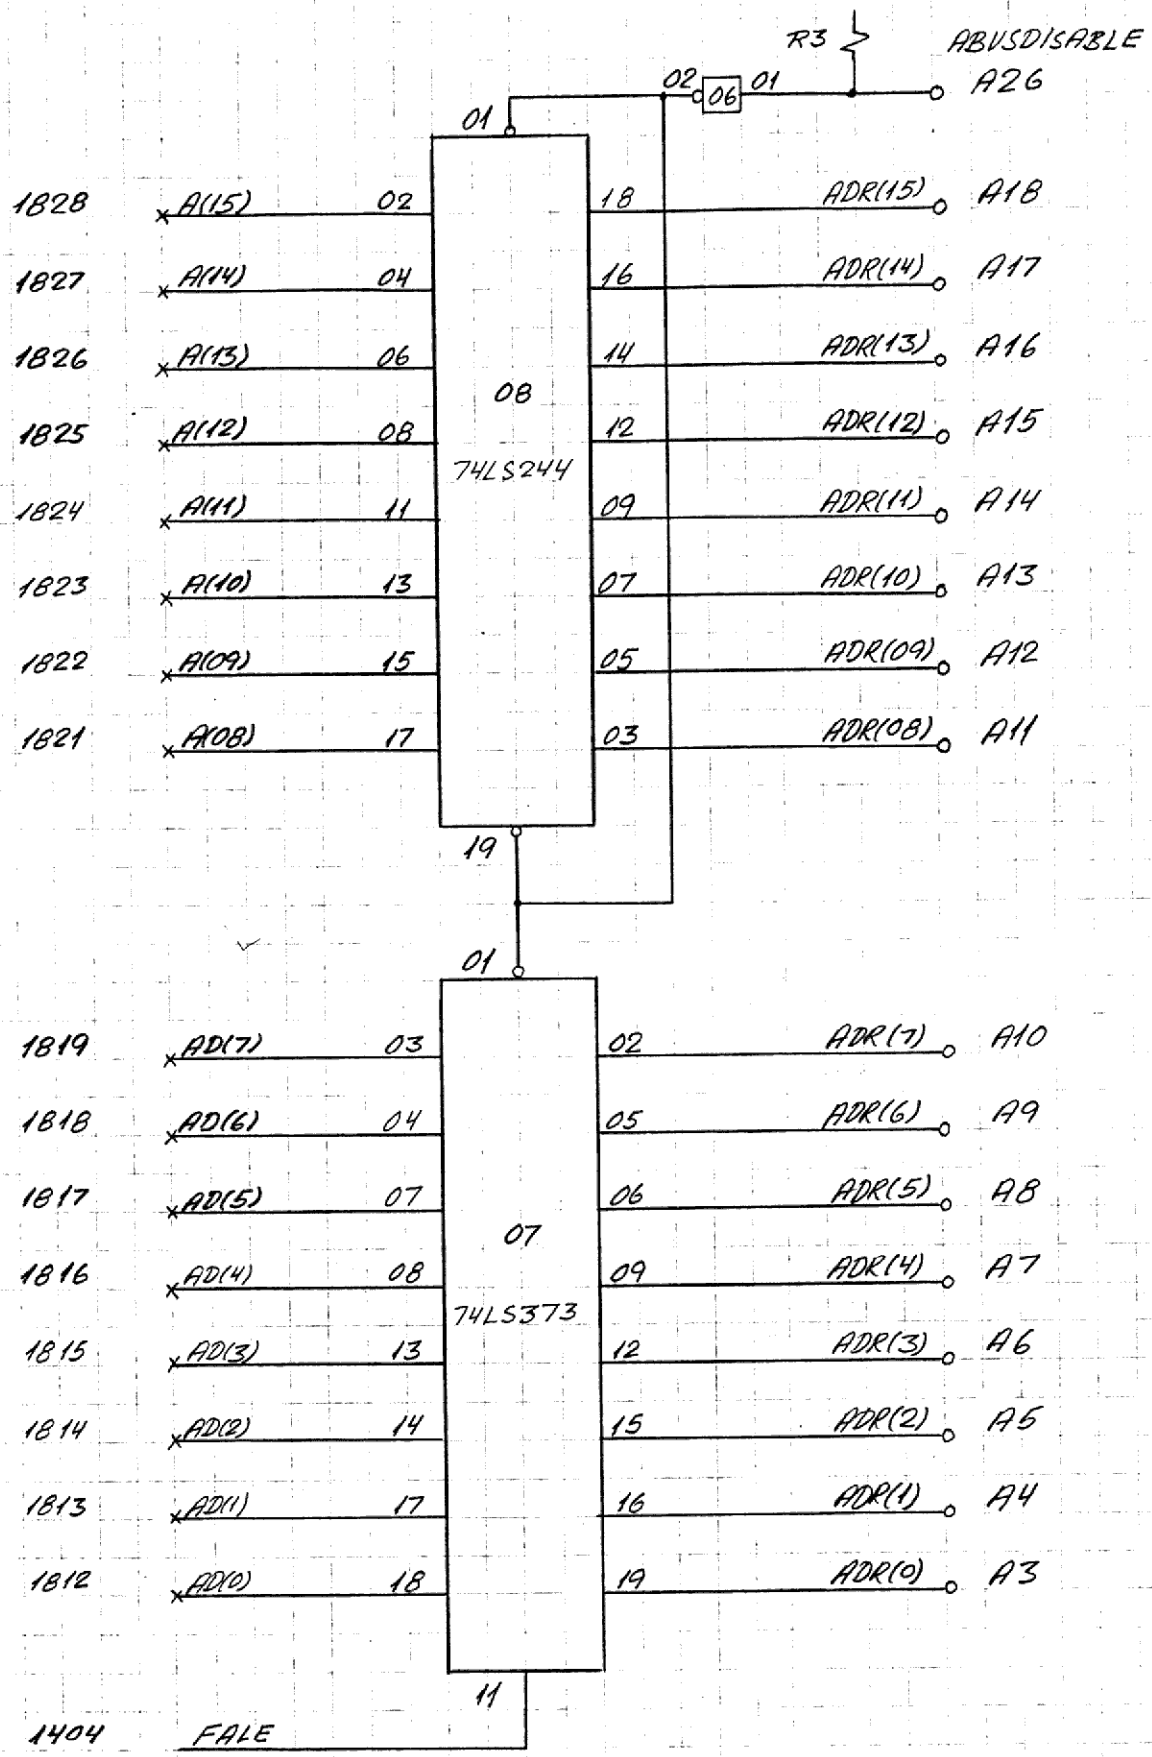 R3 ABUSDISABLE
02 06 01 A26
01
1828 A(15) 02 18 ADR(15) A18
1827 A(14) 04 16 ADR(14) A17
1826 A(13) 06 14 ADR(13) A16
08
1825 A(12) 08 12 ADR(12) A15
74LS244
1824 A(11) 11 09 ADR(11) A14
1823 A(10) 13 07 ADR(10) A13
1822 A(09) 15 05 ADR(09) A12
1821 A(08) 17 03 ADR(08) A11
19
01
1819 AD(7) 03 02 ADR(7) A10
1818 AD(6) 04 05 ADR(6) A9
1817 AD(5) 07 06 ADR(5) A8
07
1816 AD(4) 08 09 ADR(4) A7
74LS373
1815 AD(3) 13 12 ADR(3) A6
1814 AD(2) 14 15 ADR(2) A5
1813 AD(1) 17 16 ADR(1) A4
1812 AD(0) 18 19 ADR(0) A3
11
1404 FALE